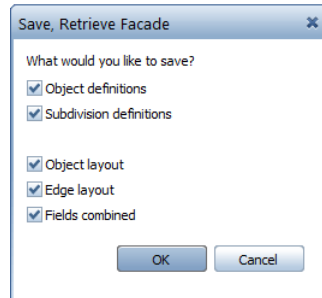 Save, Retrieve Facade
What would you like to save?
Object definitions
Subdivision definitions
Object layout
Edge layout
Fields combined
OK Cancel